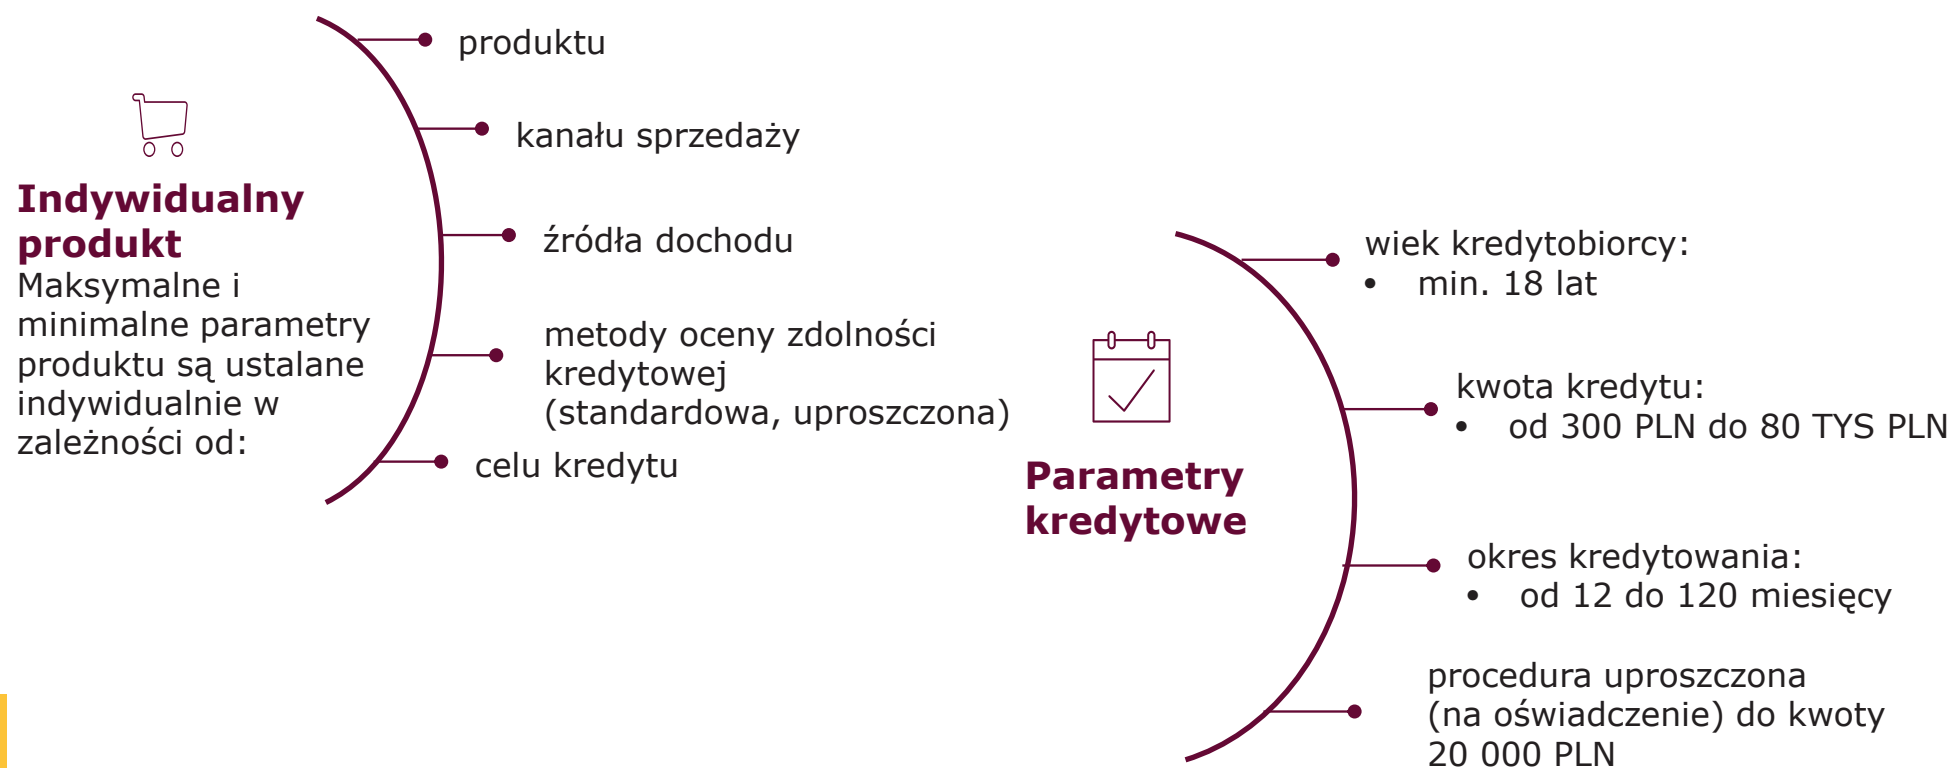 Indywidualny
produkt
Maksymalne i
minimalne parametry
produktu są ustalane
indywidualnie w
zależności od:
produktu
kanału sprzedaży
źródła dochodu
metody oceny zdolności
kredytowej
(standardowa, uproszczona)
celu kredytu
Parametry
kredytowe
wiek kredytobiorcy:
• min. 18 lat
kwota kredytu:
• od 300 PLN do 80 TYS PLN
okres kredytowania:
• od 12 do 120 miesięcy
procedura uproszczona
(na oświadczenie) do kwoty
20 000 PLN